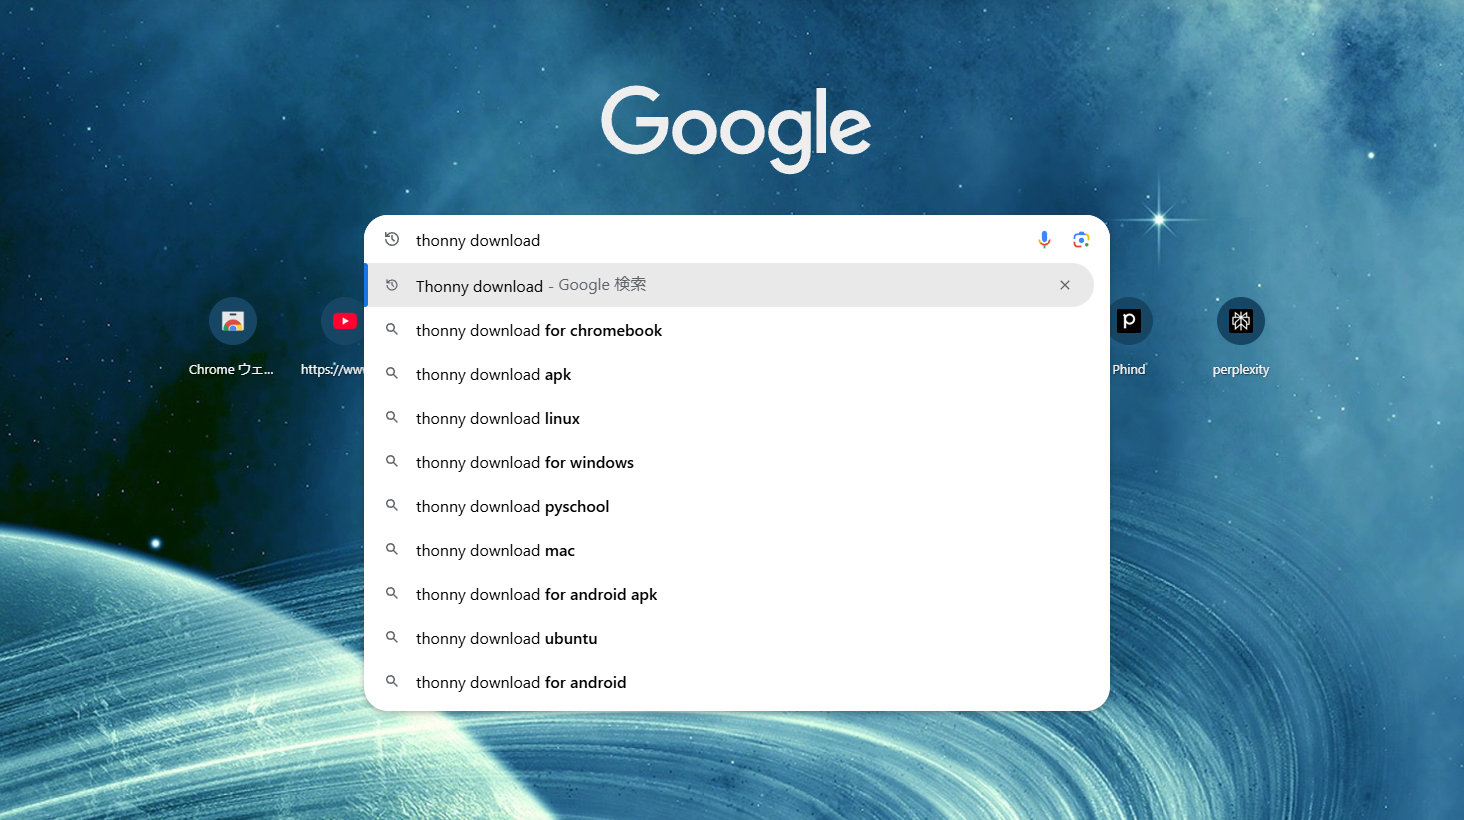 Google
thonny download
Thonny download - Google 検索
thonny download for chromebook
thonny download apk
thonny download linux
thonny download for windows
thonny download pyschool
thonny download mac
thonny download for android apk
thonny download ubuntu
thonny download for android
Chrome ウェ...
https://ww
Phind
perplexity